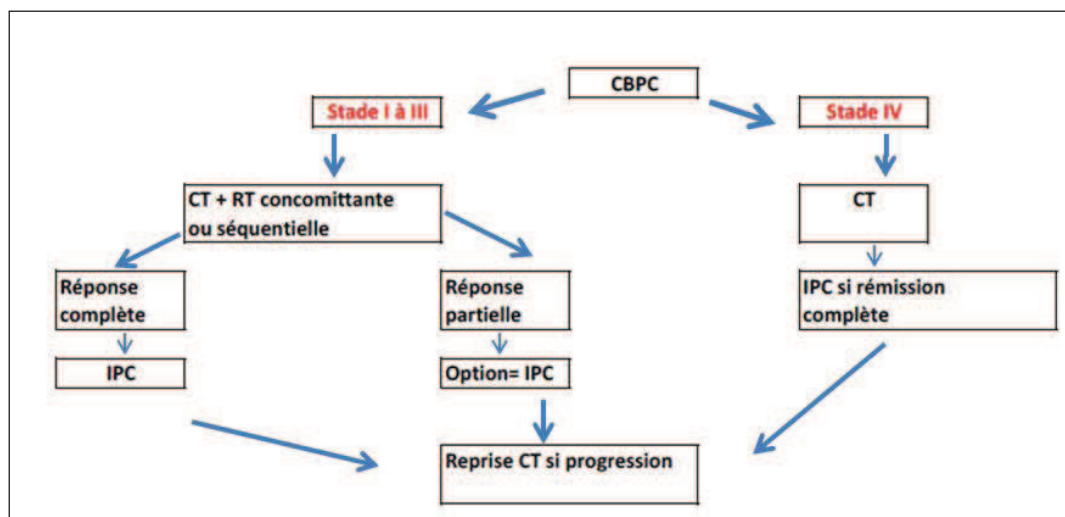 CBPC
Stade I à III
Stade IV
CT + RT concomittante
ou séquentielle
CT
Réponse
complète
Réponse
partielle
IPC si rémission
complète
IPC
Option= IPC
Reprise CT si progression